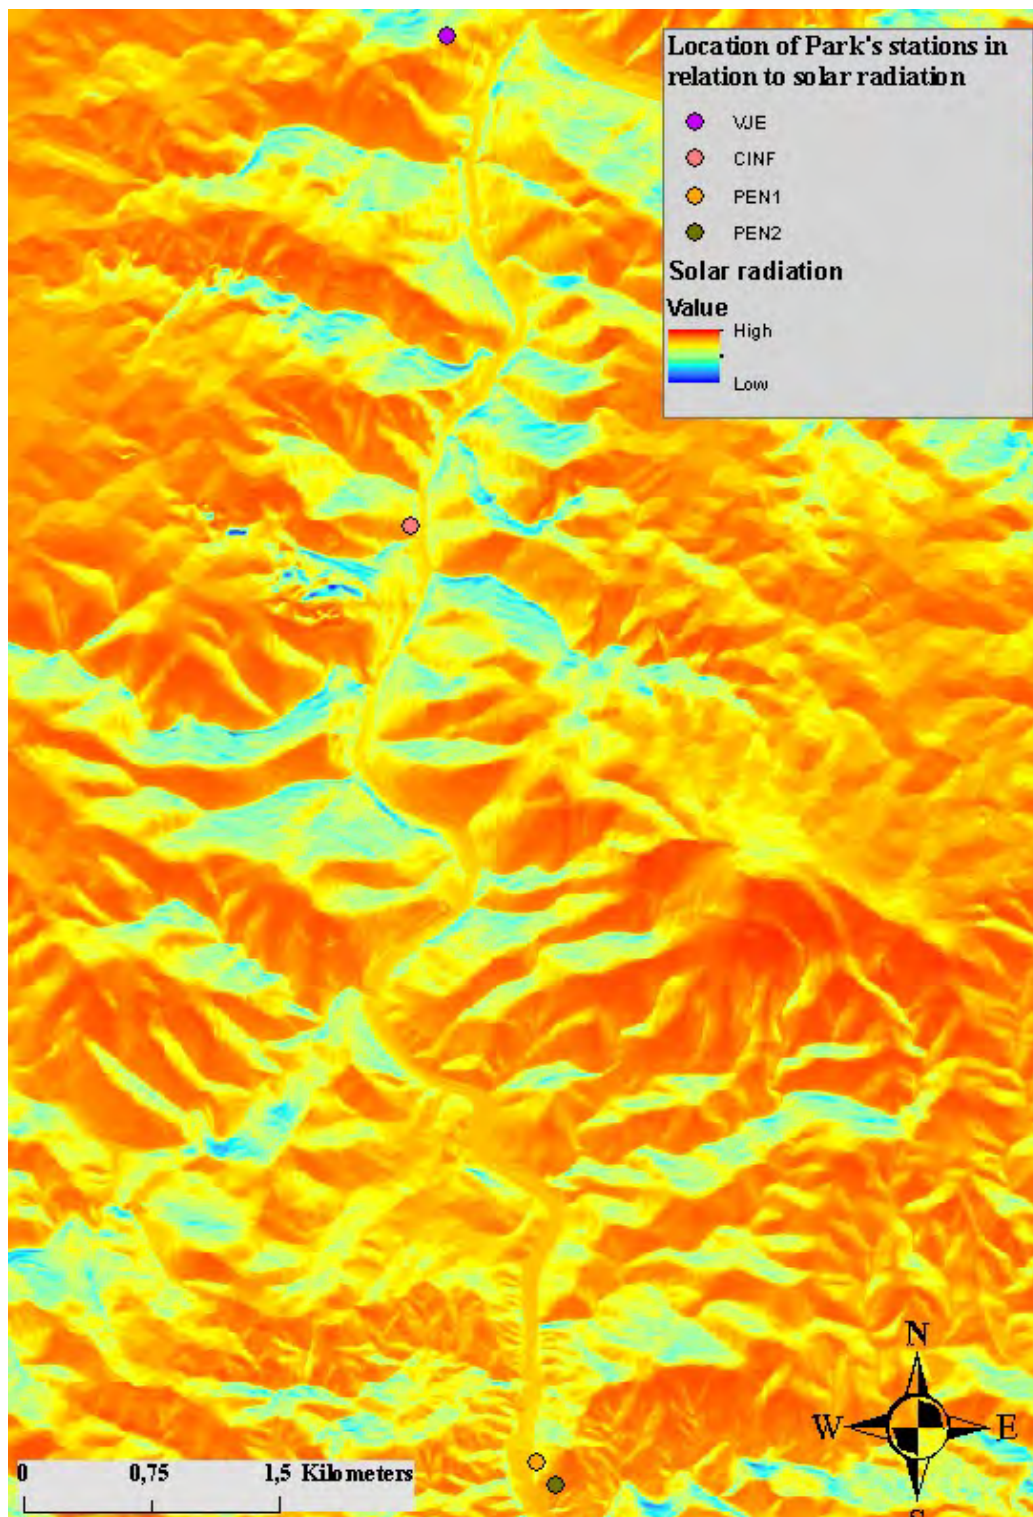 Location of Park's stations in
relation to solar radiation
VJE
CINF
PEN1
PEN2
Solar radiation
Value
High
Low
N
W E
S
0 0,75 1,5 Kilometers